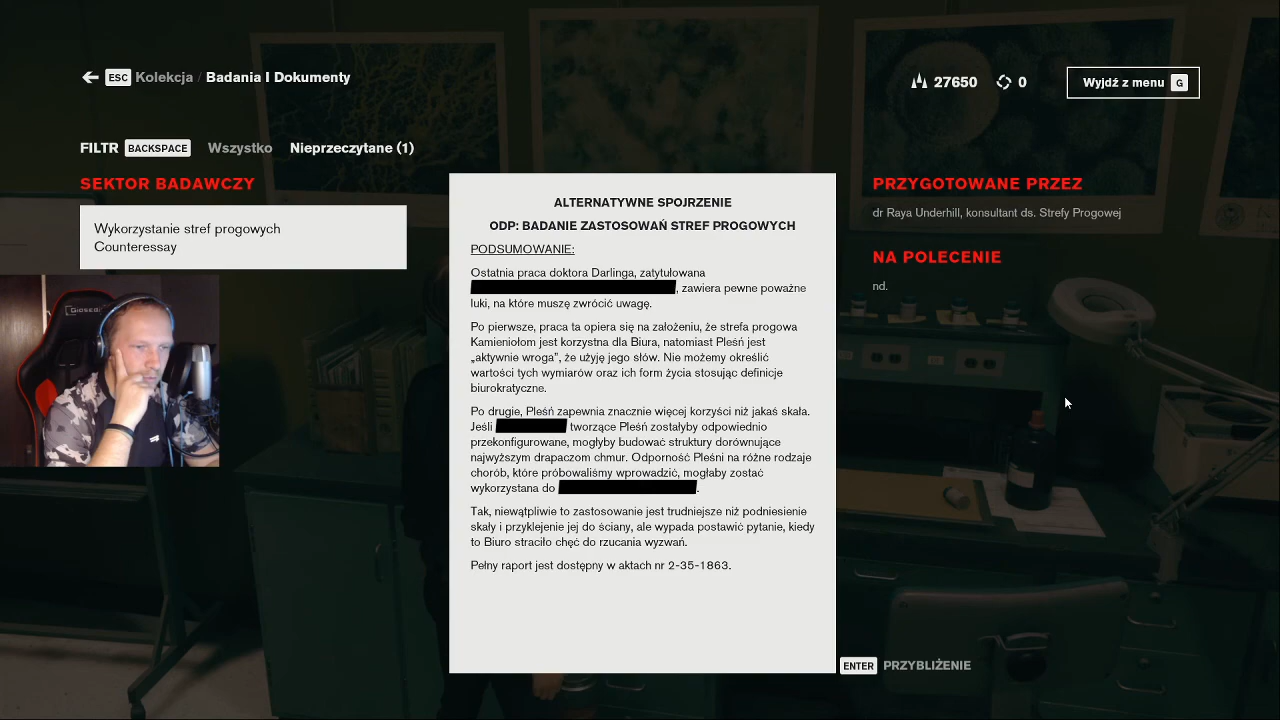 ESC Kolekcja / Badania I Dokumenty
27650 0 Wyjdź z menu G
FILTR BACKSPACE Wszystko Nieprzeczytane (1)
SEKTOR BADAWCZY
Wykorzystanie stref progowych
Counteressay
ALTERNATYWNE SPOJRZENIE
ODP: BADANIE ZASTOSOWAŃ STREF PROGOWYCH
PODSUMOWANIE:
Ostatnia praca doktora Darlinga, zatytułowana
, zawiera pewne poważne
luki, na które muszę zwrócić uwagę.
Po pierwsze, praca ta opiera się na założeniu, że strefa progowa
Kamieniołom jest korzystna dla Biura, natomiast Pleśń jest
„aktywnie wroga”, że użyję jego słów. Nie możemy określić
wartości tych wymiarów oraz ich form życia stosując definicje
biurokratyczne.
Po drugie, Pleśń zapewnia znacznie więcej korzyści niż jakaś skała.
Jeśli tworzące Pleśń zostałyby odpowiednio
przekonfigurowane, mogłyby budować struktury dorównujące
najwyższym drapaczom chmur. Odporność Pleśni na różne rodzaje
chorób, które próbowaliśmy wprowadzić, mogłaby zostać
wykorzystana do .
Tak, niewątpliwie to zastosowanie jest trudniejsze niż podniesienie
skały i przyklejenie jej do ściany, ale wypada postawić pytanie, kiedy
to Biuro straciło chęć do rzucania wyzwań.
Pełny raport jest dostępny w aktach nr 2-35-1863.
PRZYGOTOWANE PRZEZ
dr Raya Underhill, konsultant ds. Strefy Progowej
NA POLECENIE
nd.
ENTER PRZYBLIŻENIE